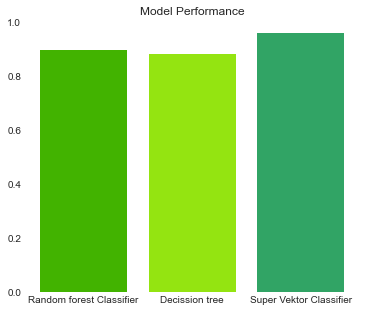 Model Performance
1.0
0.8
0.6
0.4
0.2
0.0
Random forest Classifier
Decission tree
Super Vektor Classifier